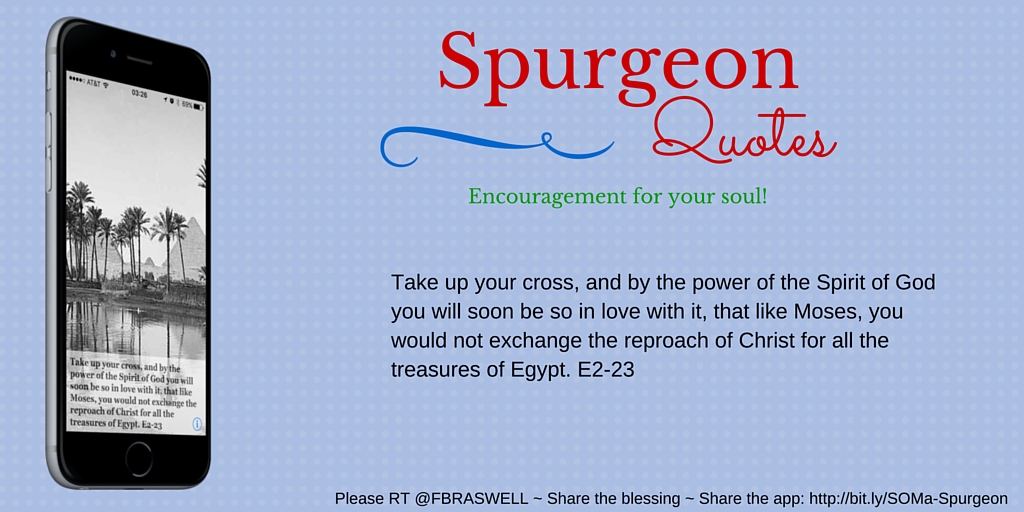 AT&T
03:26
69%
Spurgeon
Quotes
Encouragement for your soul!
Take up your cross, and by the power of the Spirit of God
you will soon be so in love with it, that like Moses, you
would not exchange the reproach of Christ for all the
treasures of Egypt. E2-23
Take up your cross, and by the
power of the Spirit of God you will
soon be so in love with it, that like
Moses, you would not exchange the
reproach of Christ for all the
treasures of Egypt. E2-23
Please RT @FBRASWELL ~ Share the blessing ~ Share the app: http://bit.ly/SOMa-Spurgeon